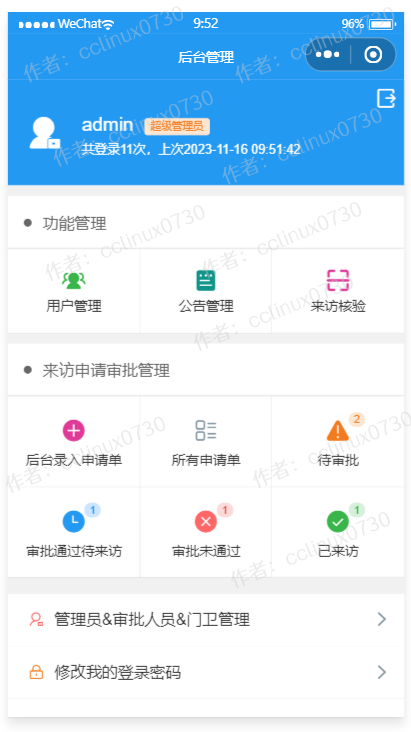 WeChat 9:52 96%
后台管理
admin 超级管理员
共登录11次，上次2023-11-16 09:51:42
功能管理
用户管理 公告管理 来访核验
来访申请审批管理
2
后台录入申请单 所有申请单 待审批
1 1 1
审批通过待来访 审批未通过 已来访
管理员&审批人员&门卫管理
修改我的登录密码
作者：cclinux0730
作者：cclinux0730
作者：cclinux0730
作者：cclinux0730
作者：cclinux0730
作者：cclinux0730
作者：cclinux0730
作者：cclinux0730
作者：cclinux0730
作者：cclinux0730